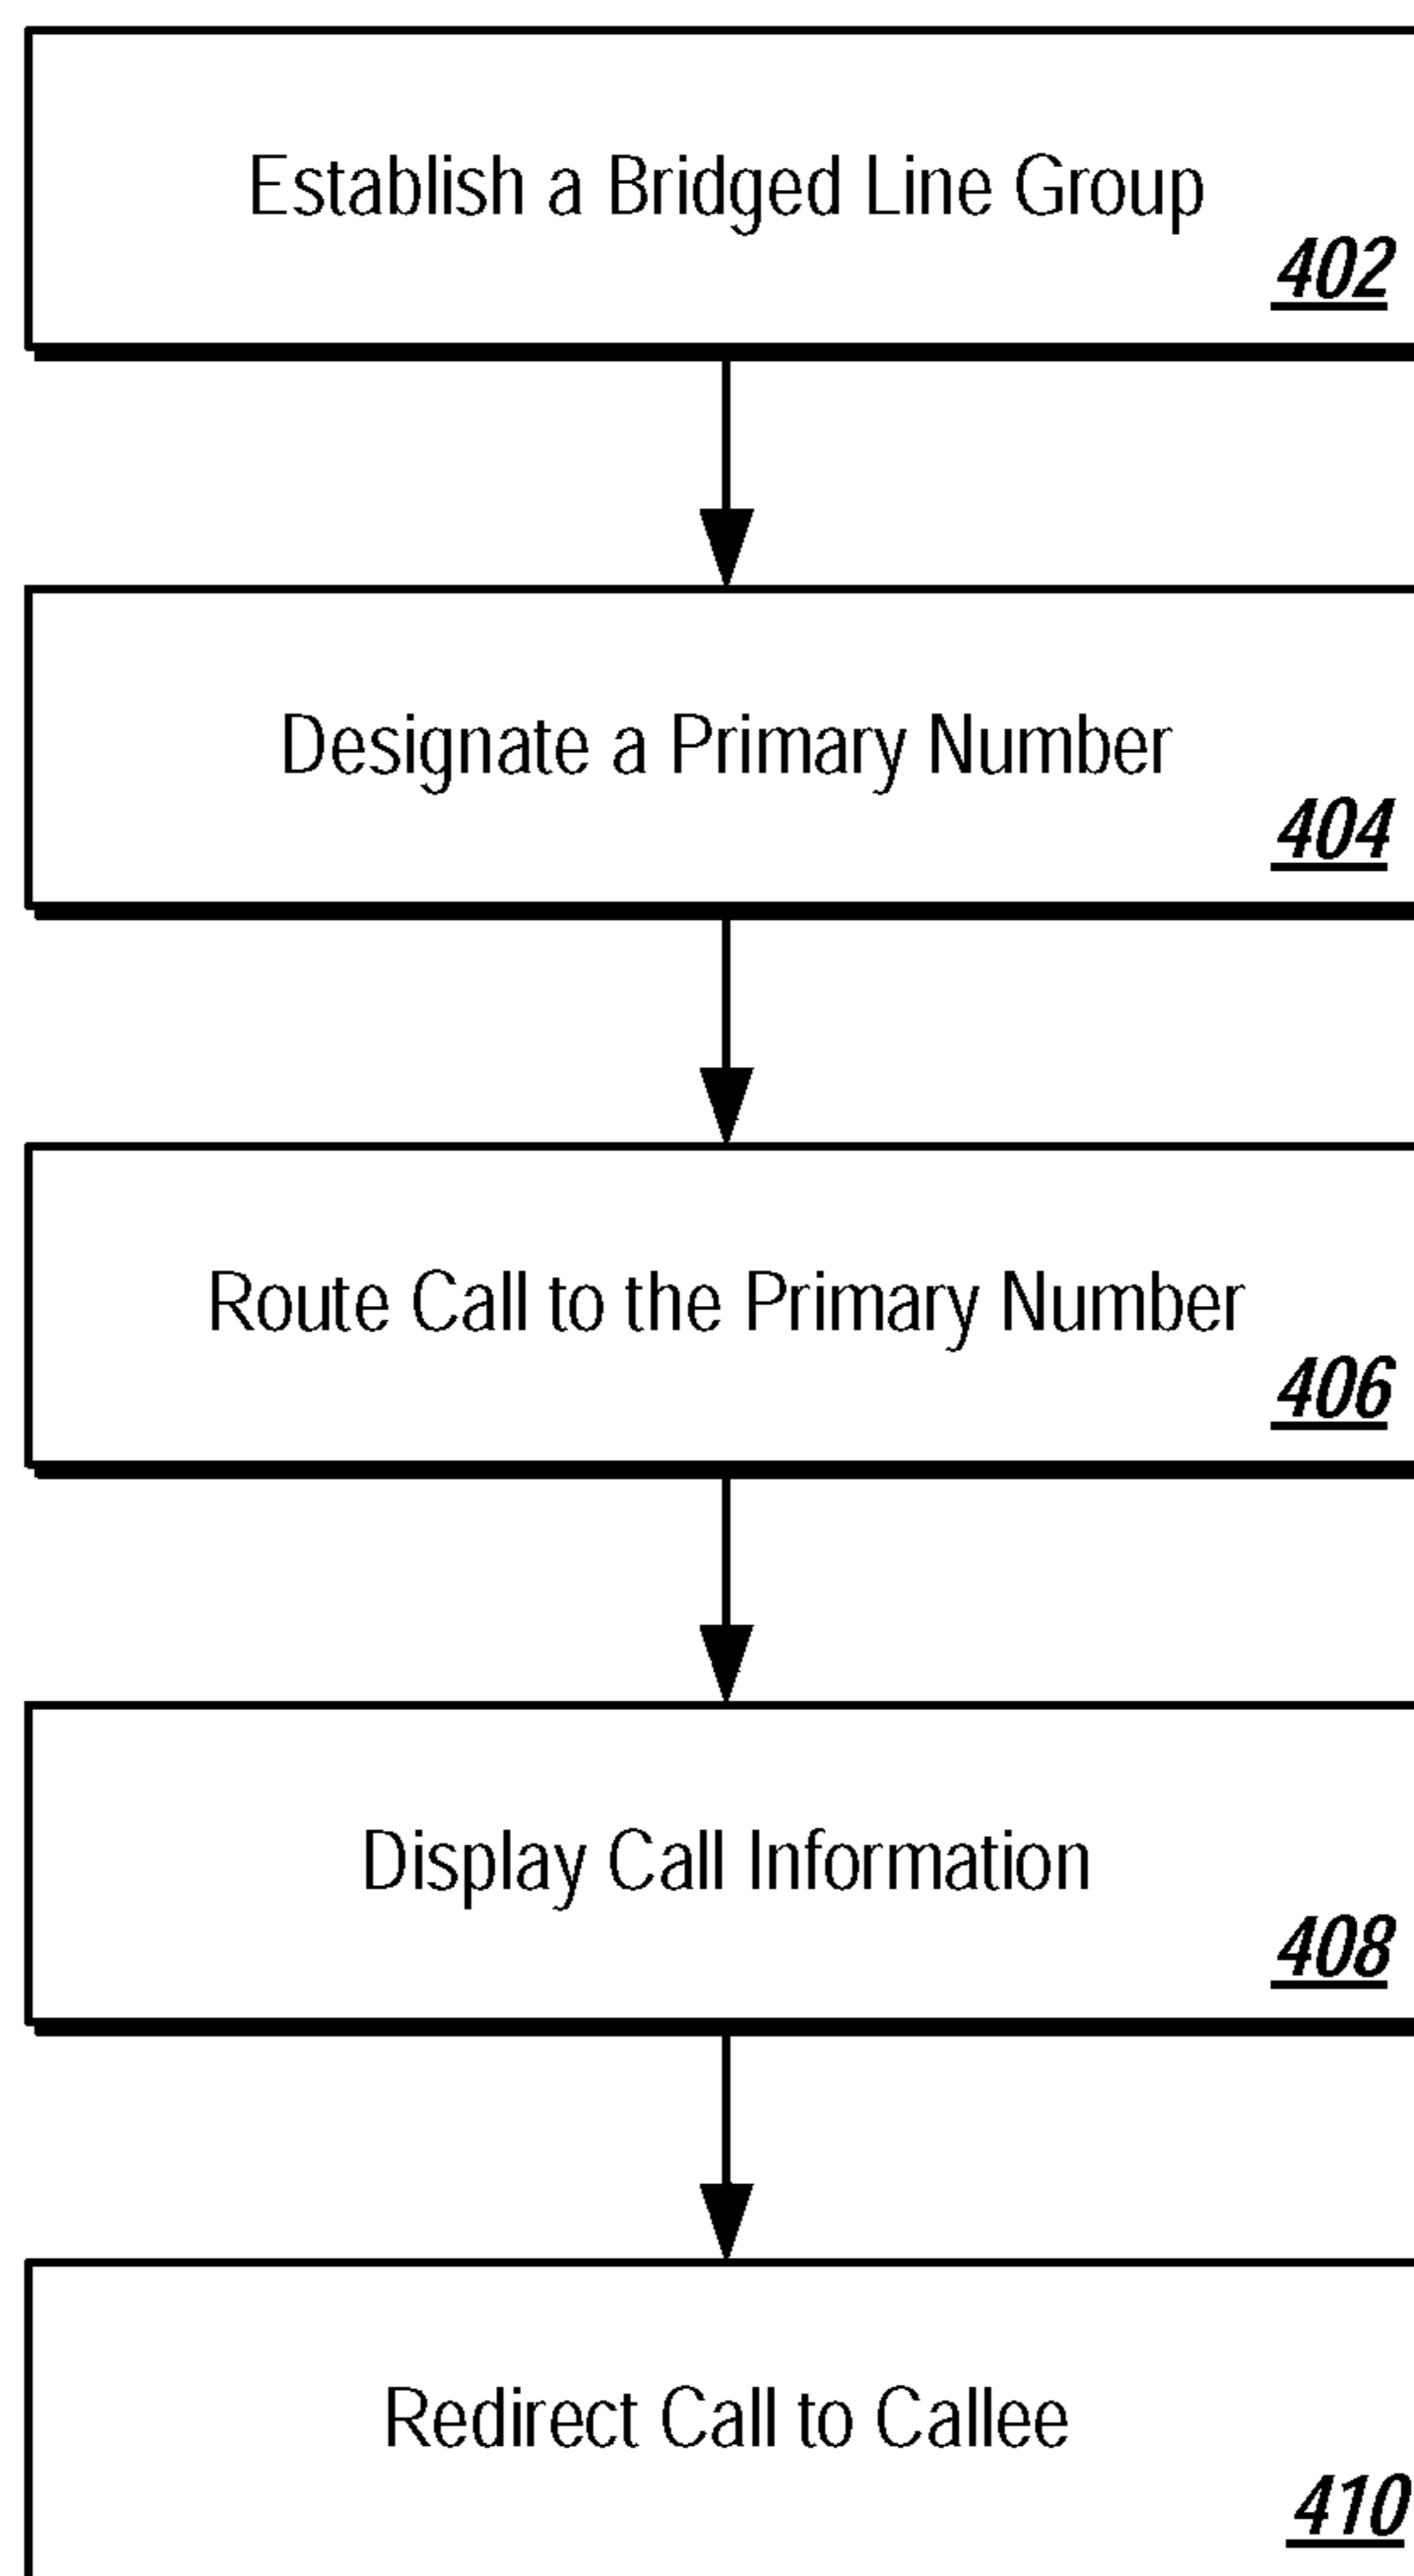 Establish a Bridged Line Group
402
Designate a Primary Number
404
Route Call to the Primary Number
406
Display Call Information
408
Redirect Call to Callee
410